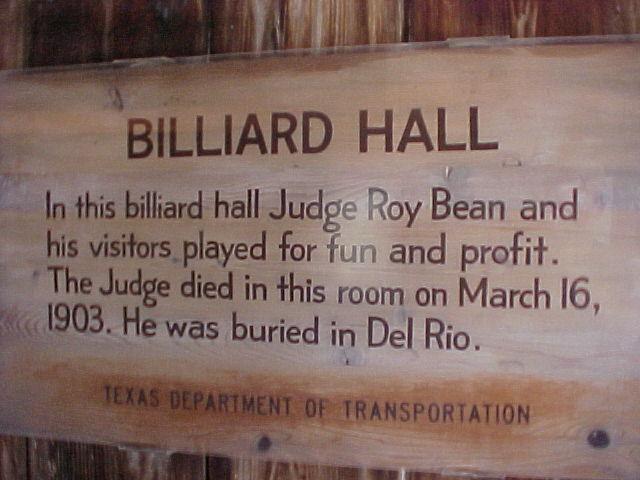 BILLIARD HALL
In this billiard hall Judge Roy Bean and
his visitors played for fun and profit.
The Judge died in this room on March 16,
1903. He was buried in Del Rio.
TEXAS DEPARTMENT OF TRANSPORTATION